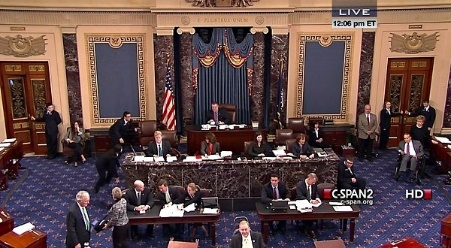 LIVE
12:06 pm ET
C-SPAN2
c-span.org
HD